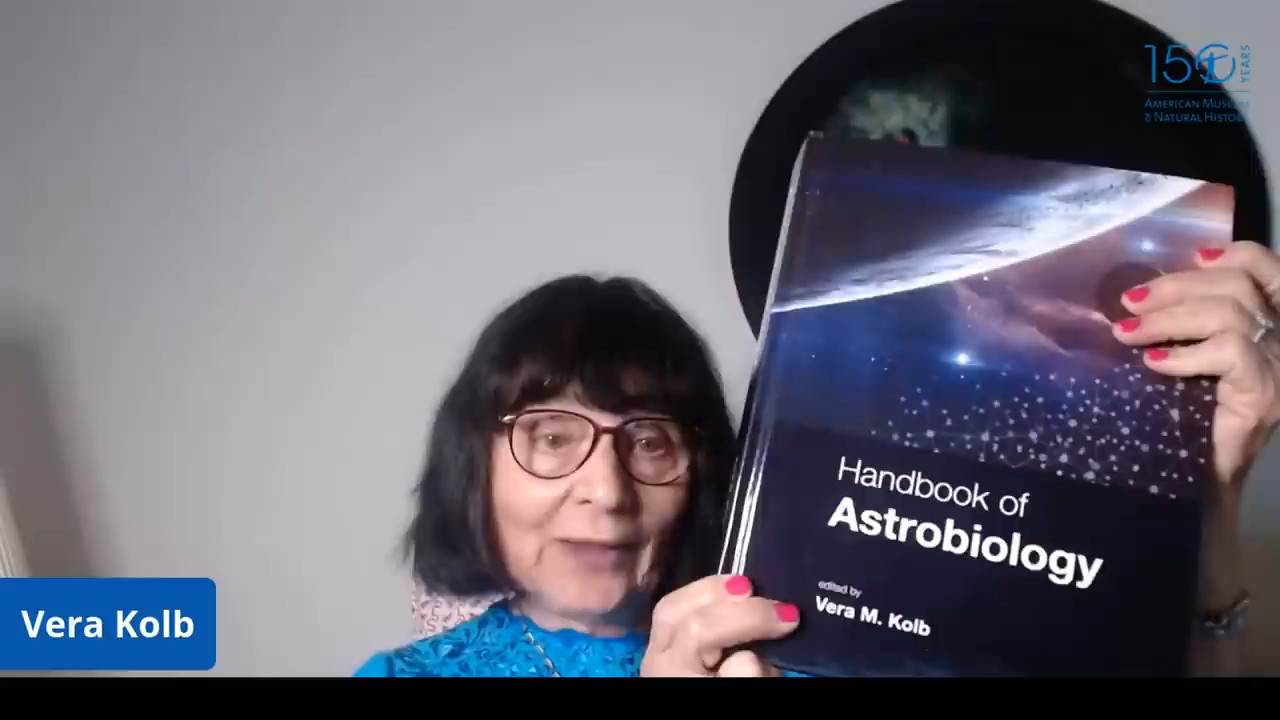 150 YEARS
AMERICAN MUSEUM
& NATURAL HISTORY
Handbook of
Astrobiology
edited by
Vera M. Kolb
Vera Kolb